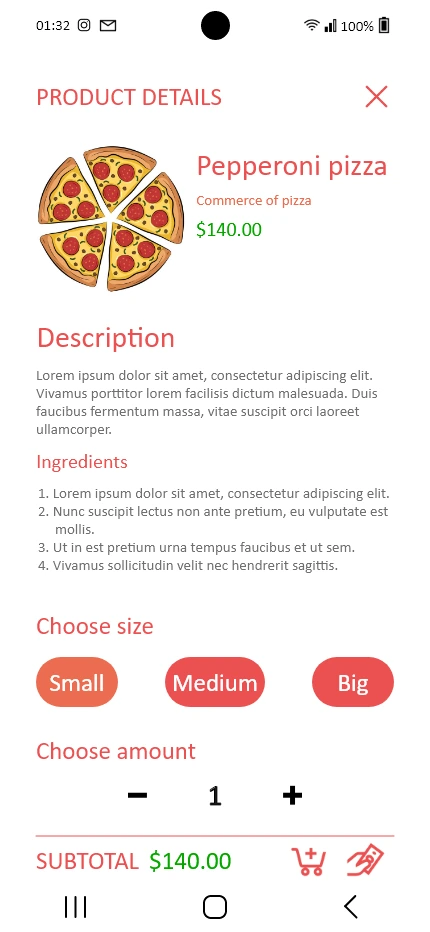 01:32 100%
PRODUCT DETAILS
Pepperoni pizza
Commerce of pizza
$140.00
Description
Lorem ipsum dolor sit amet, consectetur adipiscing elit.
Vivamus porttitor lorem facilisis dictum malesuada. Duis
faucibus fermentum massa, vitae suscipit orci laoreet
ullamcorper.
Ingredients
1. Lorem ipsum dolor sit amet, consectetur adipiscing elit.
2. Nunc suscipit lectus non ante pretium, eu vulputate est
mollis.
3. Ut in est pretium urna tempus faucibus et ut sem.
4. Vivamus sollicitudin velit nec hendrerit sagittis.
Choose size
Small Medium Big
Choose amount
- 1 +
SUBTOTAL $140.00